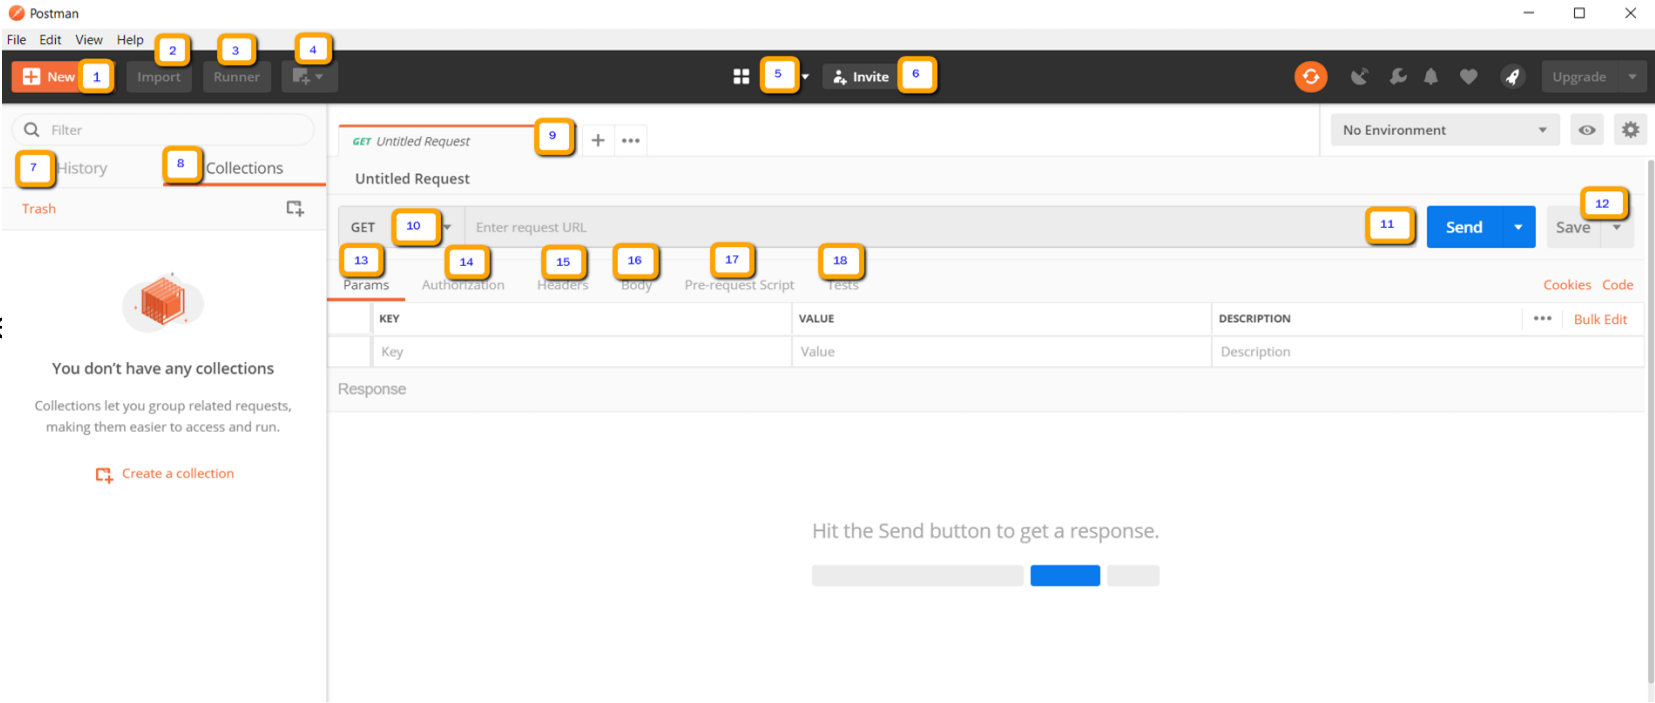 Postman
File Edit View Help
New 1 Import 2 Runner 3 4 5 Invite 6 Upgrade
Filter
7 History 8 Collections
Trash
You don’t have any collections
Collections let you group related requests,
making them easier to access and run.
Create a collection
GET Untitled Request 9 + •••
No Environment
Untitled Request
GET 10 Enter request URL 11 Send Save 12
13 14 15 16 17 18
Params Authorization Headers Body Pre-request Script Tests Cookies Code
KEY VALUE DESCRIPTION ••• Bulk Edit
Key Value Description
Response
Hit the Send button to get a response.